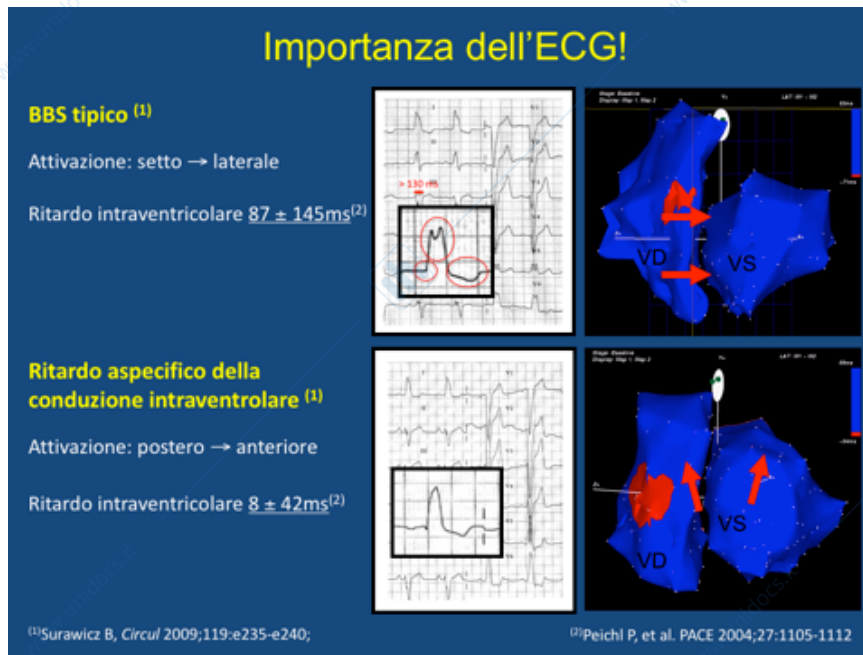 Importanza dell'ECG!
BBS tipico (1)
Attivazione: setto → laterale
Ritardo intraventricolare 87 ± 145ms(2)
> 130 ms
VD
VS
Ritardo aspecifico della
conduzione intraventrolare (1)
Attivazione: postero → anteriore
Ritardo intraventricolare 8 ± 42ms(2)
VD
VS
(1)Surawicz B, Circul 2009;119:e235-e240;
(2)Peichl P, et al. PACE 2004;27:1105-1112